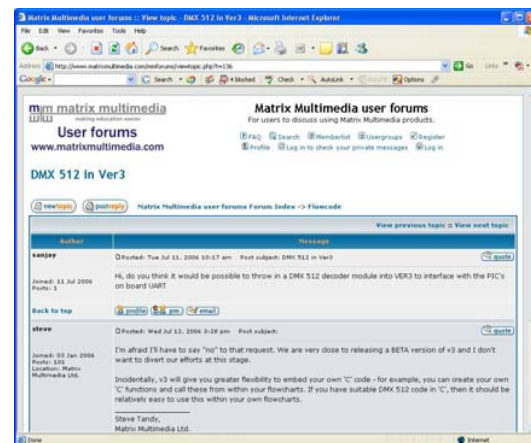 Matrix Multimedia user forums :: View topic - DMX 512 in Ver3 - Microsoft Internet Explorer
File Edit View Favorites Tools Help
Back Search Favorites
Address http://www.matrixmultimedia.com/mmforums/viewtopic.php?t=136 Go Links
Google Search blocked Check AutoLink Options
matrix multimedia
making education easier
User forums
www.matrixmultimedia.com
Matrix Multimedia user forums
For users to discuss using Matrix Multimedia products.
FAQ Search Memberlist Usergroups Register
Profile Log in to check your private messages Log in
DMX 512 in Ver3
newtopic postreply Matrix Multimedia user forums Forum Index -> Flowcode
View previous topic :: View next topic
Author Message
sanjay
Posted: Tue Jul 11, 2006 10:17 am Post subject: DMX 512 in Ver3 quote
Joined: 11 Jul 2006
Posts: 1
Hi, do you think it would be possible to throw in a DMX 512 decoder module into VER3 to interface with the PIC's
on board UART
Back to top profile pm email
steve
Posted: Wed Jul 12, 2006 3:28 pm Post subject: quote
Joined: 03 Jan 2006
Posts: 101
Location: Matrix
Multimedia Ltd.
I'm afraid I'll have to say "no" to that request. We are very close to releasing a BETA version of v3 and I don't
want to divert our efforts at this stage.
Incidentally, v3 will give you greater flexibility to embed your own 'C' code - for example, you can create your own
'C' functions and call these from within your flowcharts. If you have suitable DMX 512 code in 'C', then it should be
relatively easy to use this within your own flowcharts.
Steve Tandy,
Matrix Multimedia Ltd.
Done Internet